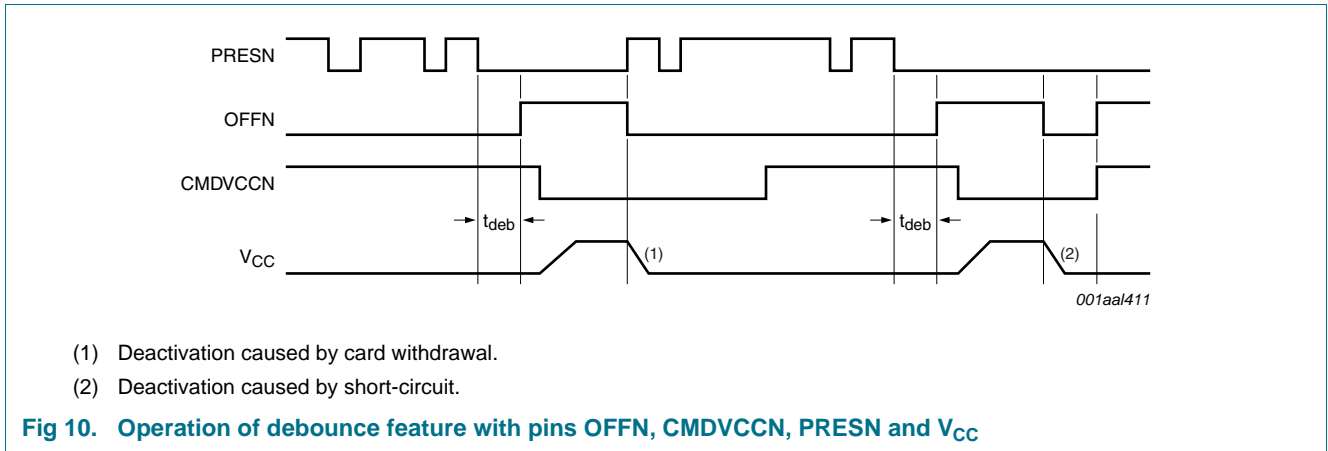 PRESN
OFFN
CMDVCCN
tdeb tdeb
VCC (1) (2)
001aal411
(1) Deactivation caused by card withdrawal.
(2) Deactivation caused by short-circuit.
Fig 10. Operation of debounce feature with pins OFFN, CMDVCCN, PRESN and VCC